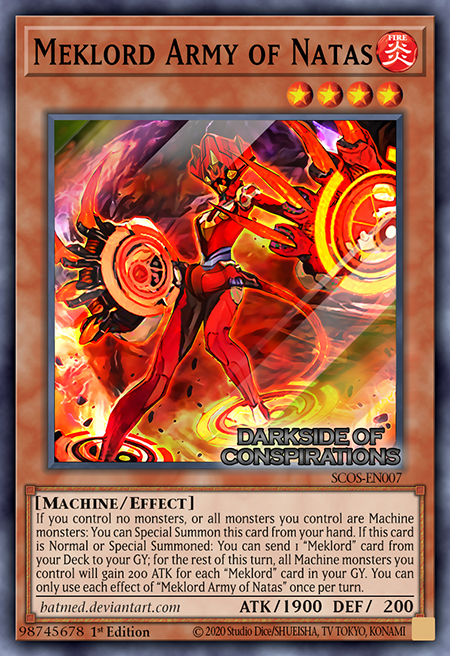 Meklord Army of Natas
FIRE
炎
DARKSIDE OF
CONSPIRATIONS
SCOS-EN007
[Machine/Effect]
If you control no monsters, or all monsters you control are Machine
monsters: You can Special Summon this card from your hand. If this card
is Normal or Special Summoned: You can send 1 “Meklord” card from
your Deck to your GY; for the rest of this turn, all Machine monsters you
control will gain 200 ATK for each “Meklord” card in your GY. You can
only use each effect of “Meklord Army of Natas” once per turn.
batmed.deviantart.com ATK/1900 DEF/ 200
98745678 1st Edition ©2020 Studio Dice/SHUEISHA, TV TOKYO, KONAMI